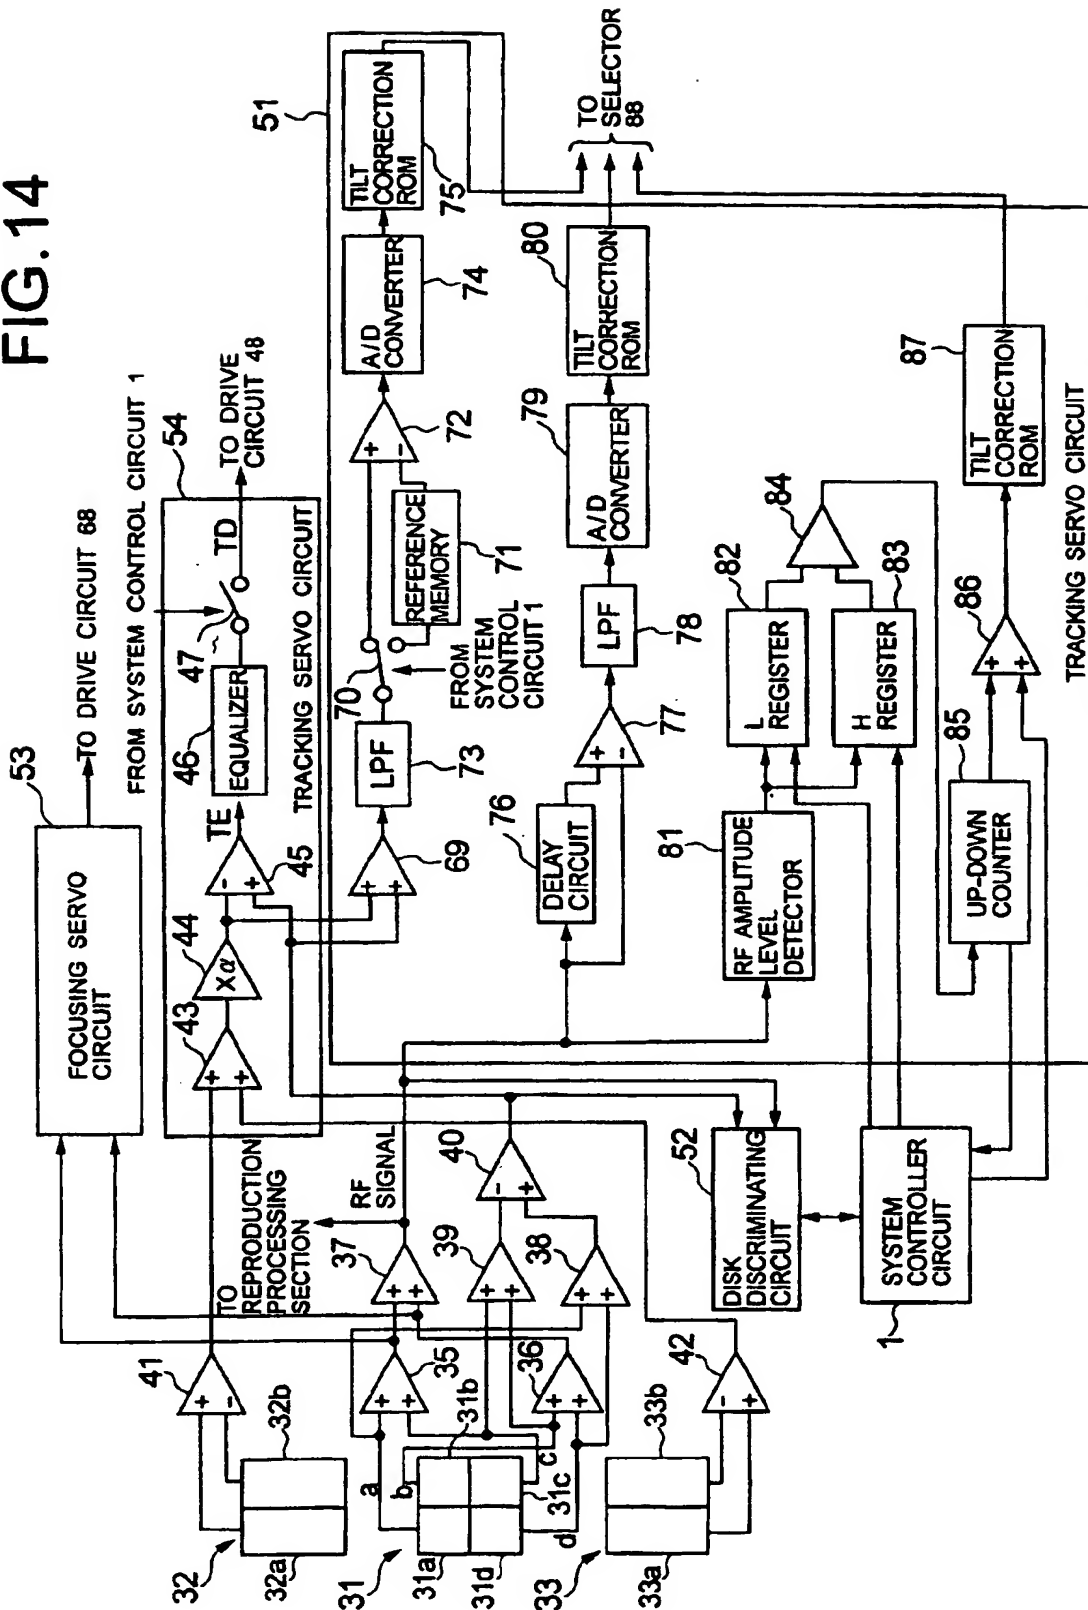 FIG.14
53
FOCUSING SERVO
CIRCUIT
TO DRIVE CIRCUIT 68
FROM SYSTEM CONTROL CIRCUIT 1
54
43
44
Xα
45
TE
46
EQUALIZER
47
TD
TO DRIVE
CIRCUIT 48
TRACKING SERVO CIRCUIT
51
69
LPF
73
70
FROM
SYSTEM
CONTROL
CIRCUIT 1
REFERENCE
MEMORY
71
72
A/D
CONVERTER
74
TILT
CORRECTION
ROM
75
76
DELAY
CIRCUIT
77
LPF
78
79
A/D
CONVERTER
80
TILT
CORRECTION
ROM
TO
SELECTOR
88
81
RF AMPLITUDE
LEVEL
DETECTOR
82
L
REGISTER
83
H
REGISTER
84
85
UP-DOWN
COUNTER
86
87
TILT
CORRECTION
ROM
TRACKING SERVO CIRCUIT
TO
REPRODUCTION
PROCESSING
SECTION
RF
SIGNAL
32
32a
32b
41
31
31a
31b
31c
31d
a
b
c
d
35
36
37
38
39
40
33
33a
33b
42
52
DISK
DISCRIMINATING
CIRCUIT
1
SYSTEM
CONTROLLER
CIRCUIT
+
−
+
+
−
+
+
+
+
−
+
+
+
+
+
+
+
+
+
+
−
+
−
+
+
−
+
+